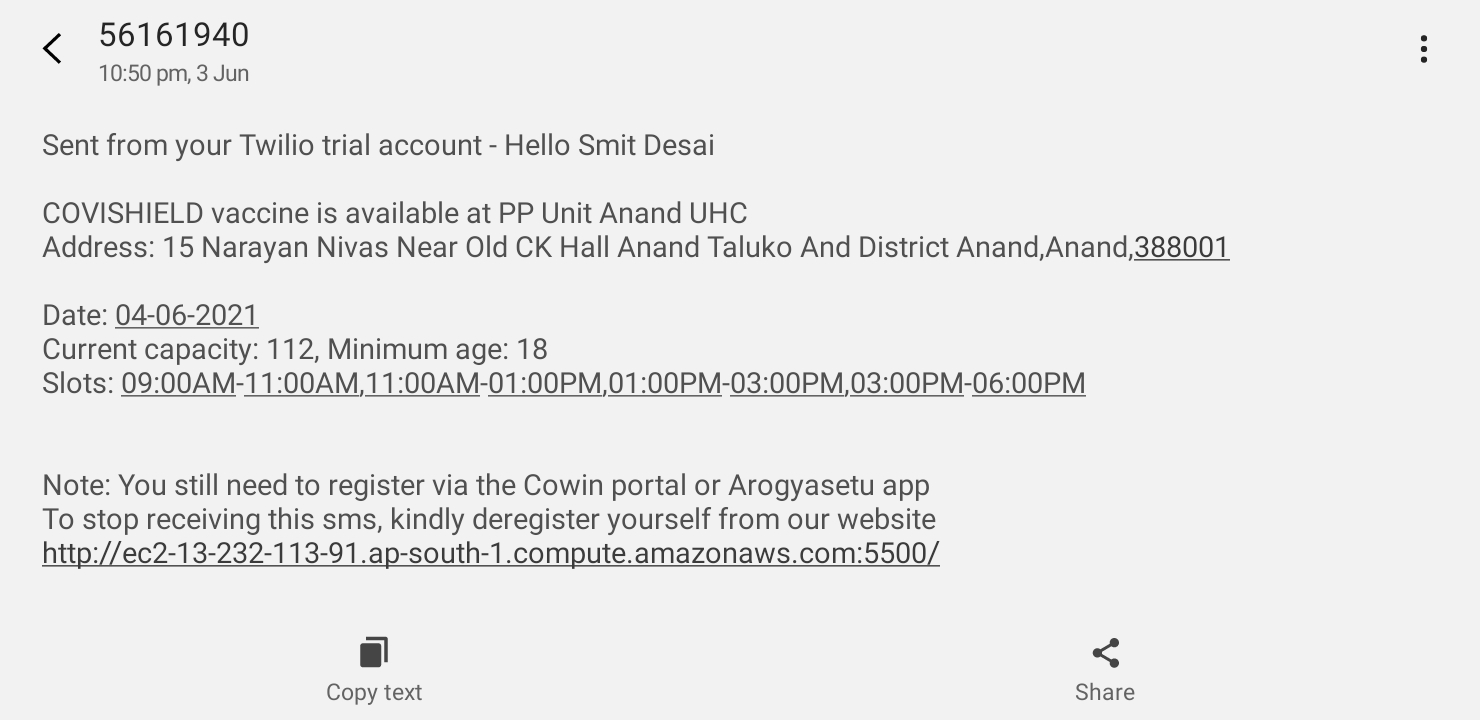 56161940
10:50 pm, 3 Jun
Sent from your Twilio trial account - Hello Smit Desai
COVISHIELD vaccine is available at PP Unit Anand UHC
Address: 15 Narayan Nivas Near Old CK Hall Anand Taluko And District Anand,Anand,388001
Date: 04-06-2021
Current capacity: 112, Minimum age: 18
Slots: 09:00AM-11:00AM,11:00AM-01:00PM,01:00PM-03:00PM,03:00PM-06:00PM
Note: You still need to register via the Cowin portal or Arogyasetu app
To stop receiving this sms, kindly deregister yourself from our website
http://ec2-13-232-113-91.ap-south-1.compute.amazonaws.com:5500/
Copy text
Share